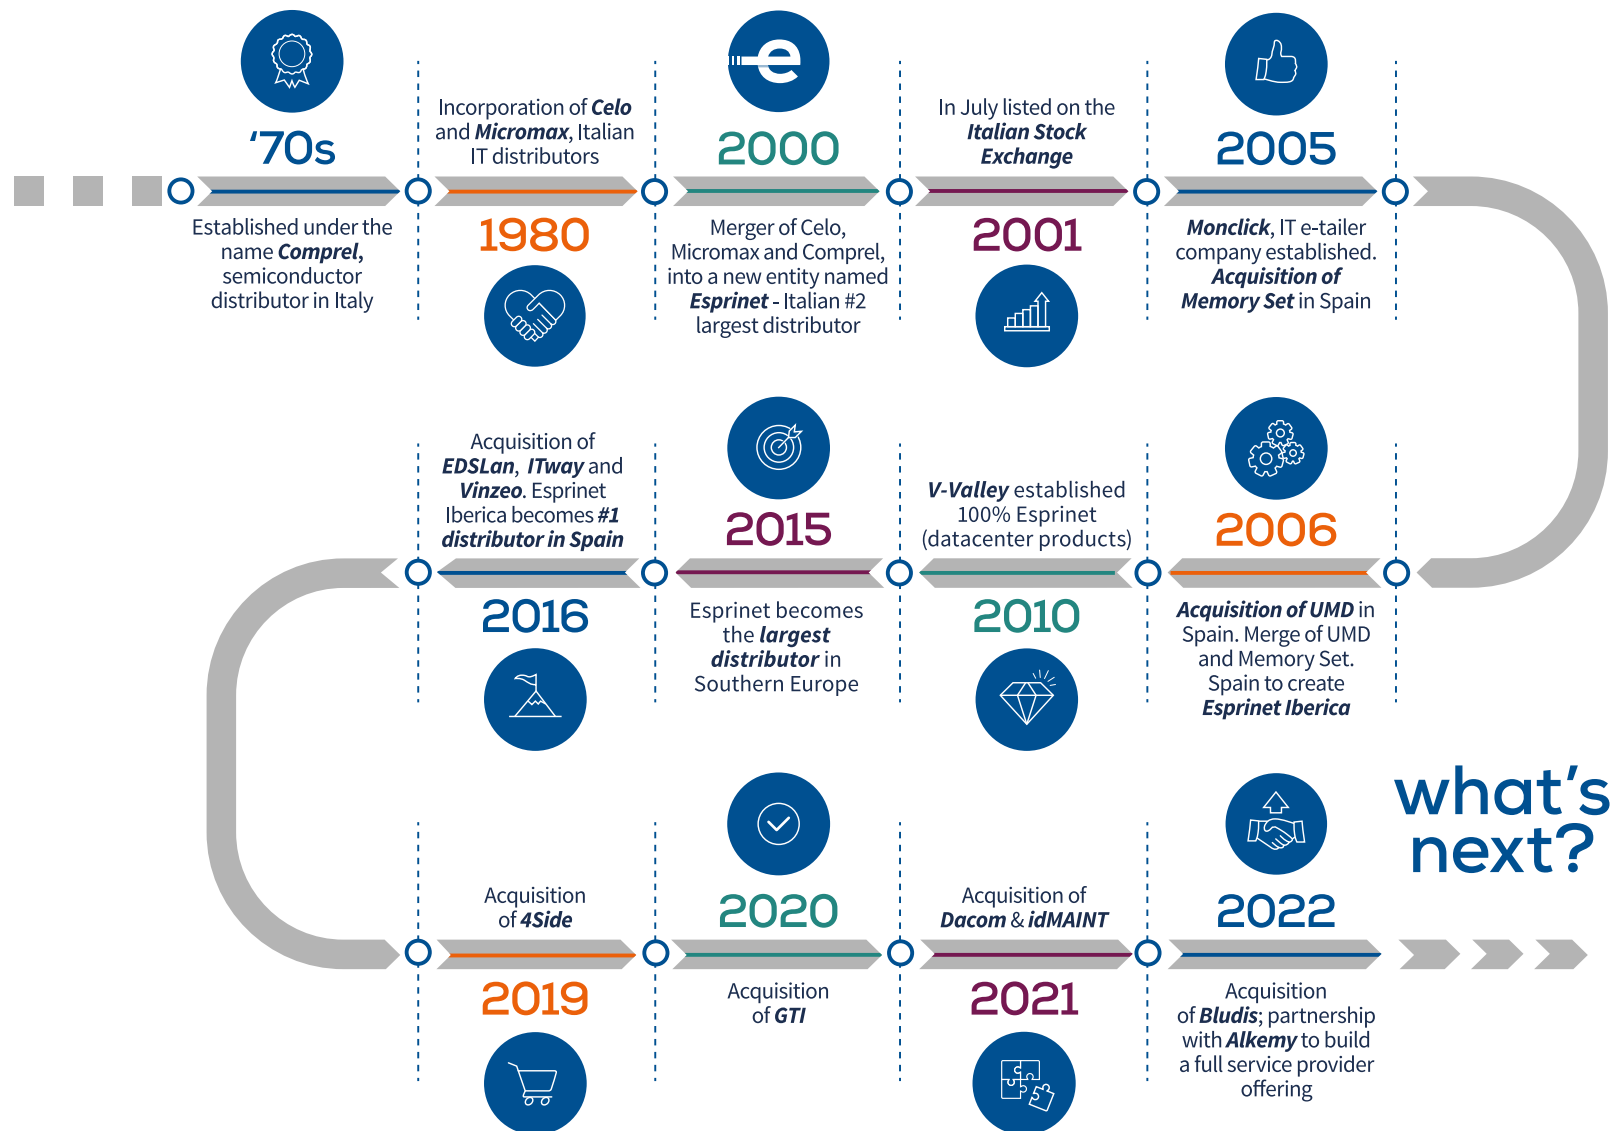 ‘70s
Established under the
name Comprel,
semiconductor
distributor in Italy
Incorporation of Celo
and Micromax, Italian
IT distributors
1980
e
2000
Merger of Celo,
Micromax and Comprel,
into a new entity named
Esprinet - Italian #2
largest distributor
In July listed on the
Italian Stock
Exchange
2001
2005
Monclick, IT e-tailer
company established.
Acquisition of
Memory Set in Spain
2006
Acquisition of UMD in
Spain. Merge of UMD
and Memory Set.
Spain to create
Esprinet Iberica
V-Valley established
100% Esprinet
(datacenter products)
2010
2015
Esprinet becomes
the largest
distributor in
Southern Europe
Acquisition of
EDSLan, ITway and
Vinzeo. Esprinet
Iberica becomes #1
distributor in Spain
2016
Acquisition
of 4Side
2019
2020
Acquisition
of GTI
Acquisition of
Dacom & idMAINT
2021
2022
Acquisition
of Bludis; partnership
with Alkemy to build
a full service provider
offering
what’s
next?